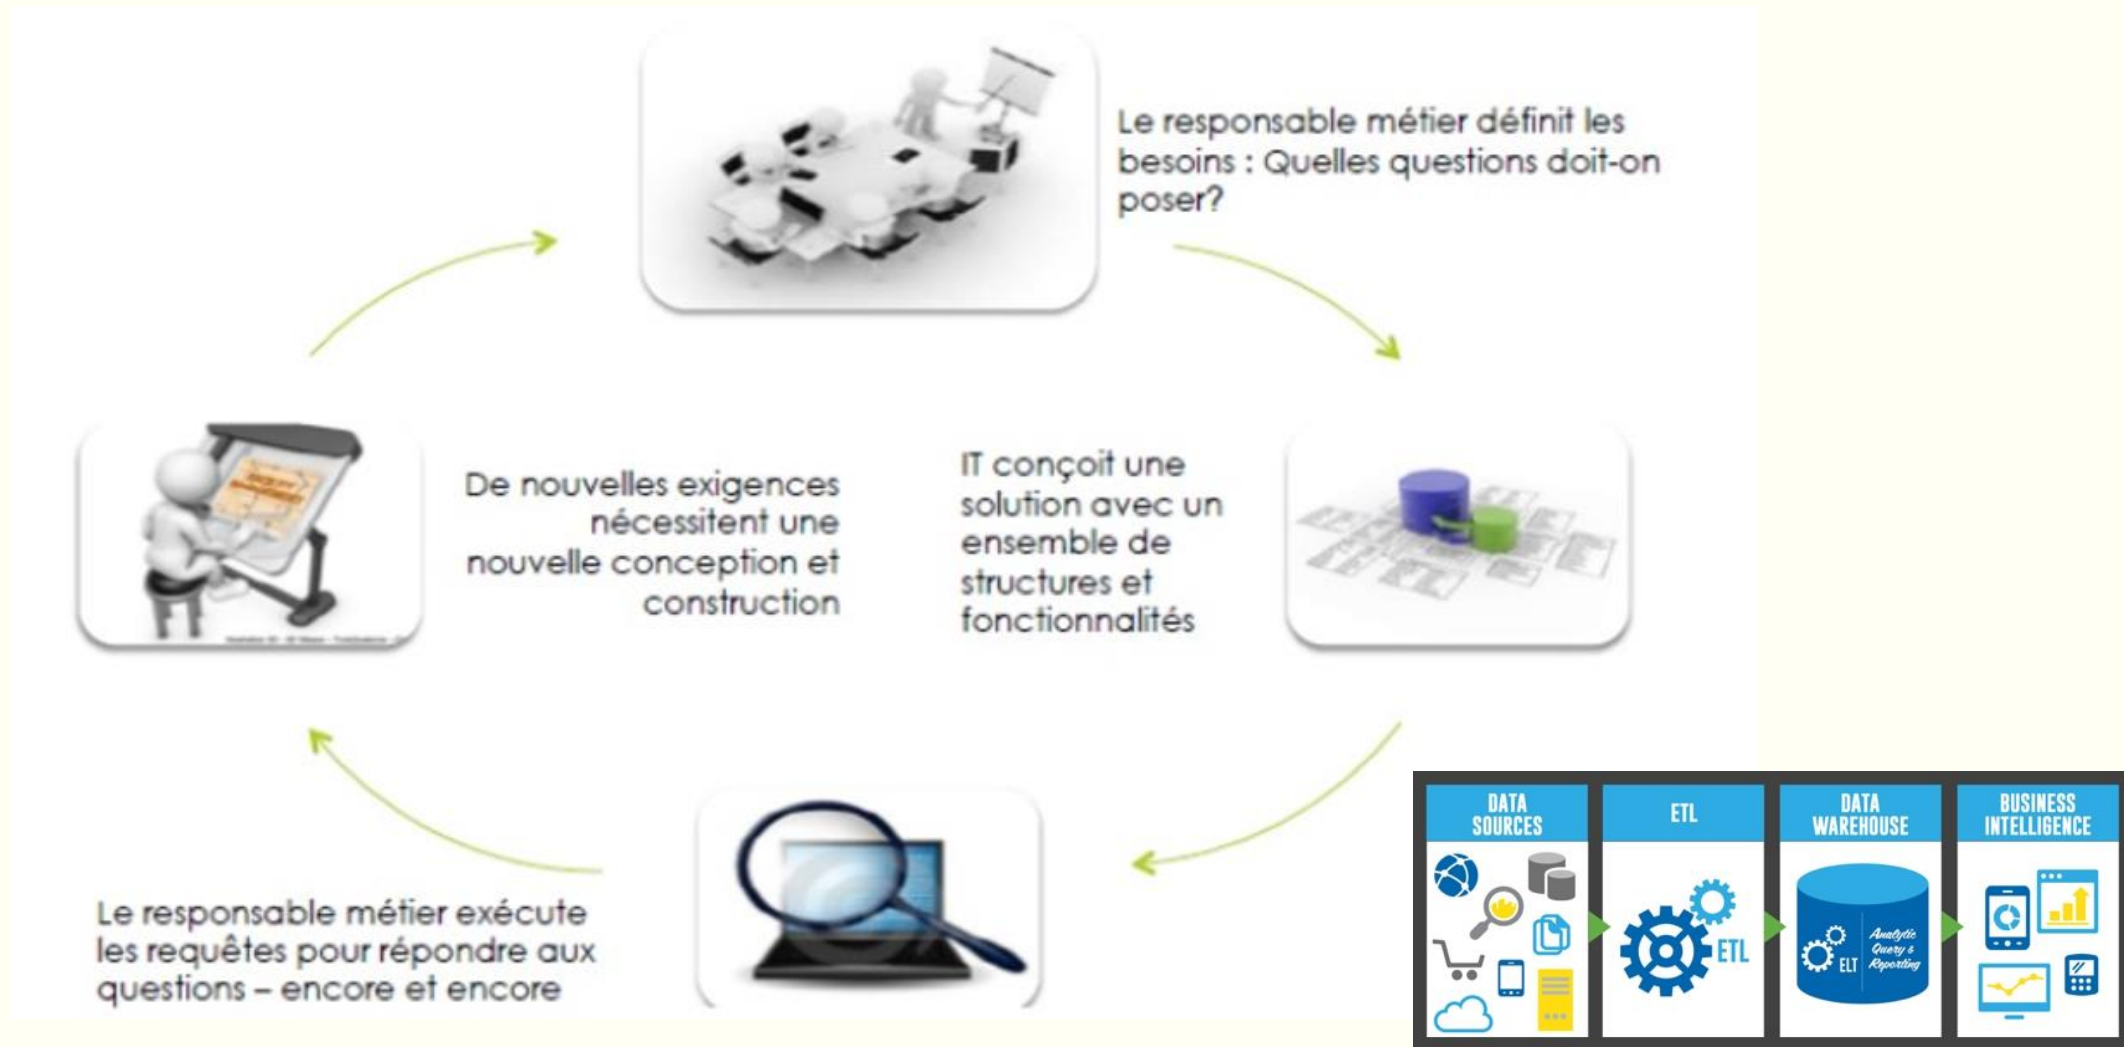 Le responsable métier définit les
besoins : Quelles questions doit-on
poser?
IT conçoit une
solution avec un
ensemble de
structures et
fonctionnalités
De nouvelles exigences
nécessitent une
nouvelle conception et
construction
Le responsable métier exécute
les requêtes pour répondre aux
questions – encore et encore
DATA
SOURCES
ETL
DATA
WAREHOUSE
BUSINESS
INTELLIGENCE
ETL
ELT
Analytic
Query &
Reporting